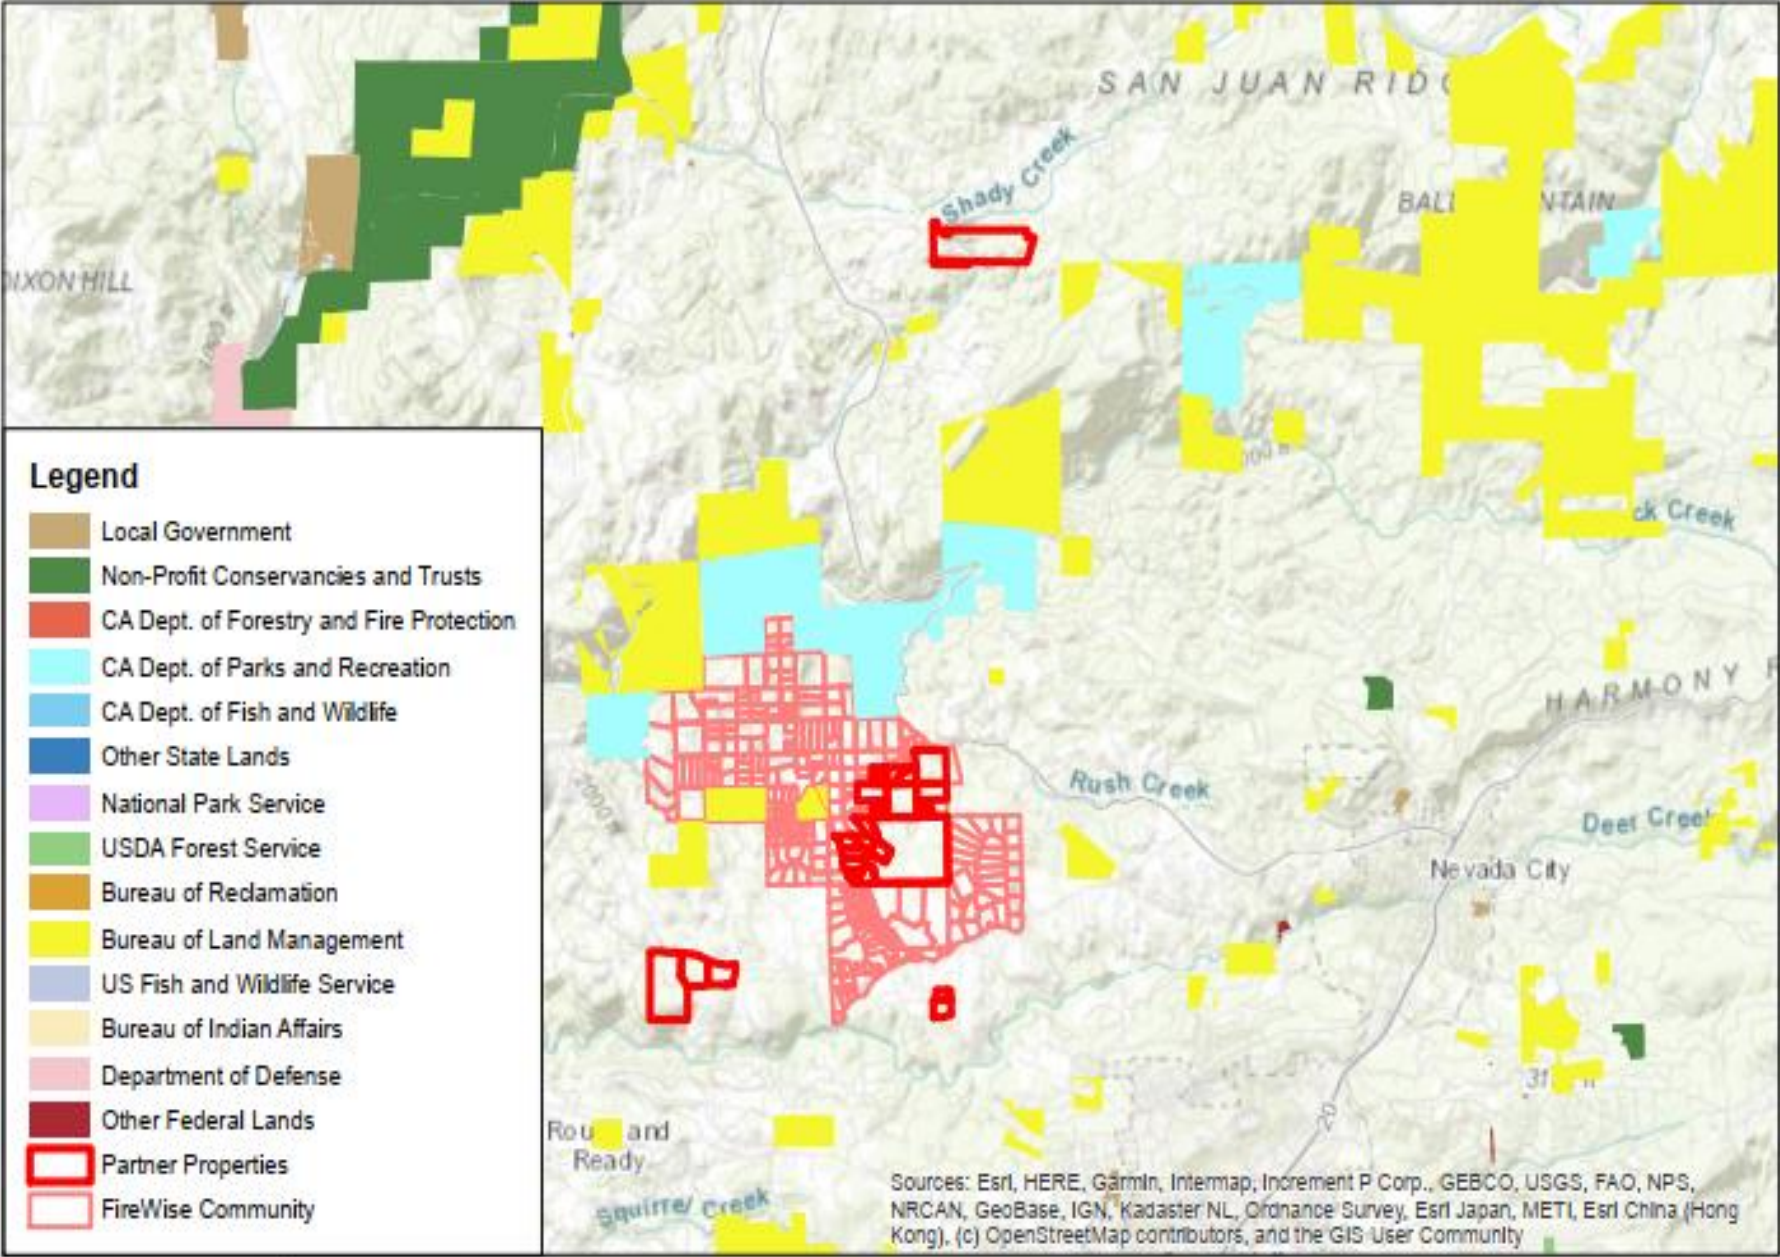 SAN JUAN RIDG
Shady Creek
BALD NTAIN
DIXON HILL
Legend
Local Government
Non-Profit Conservancies and Trusts
CA Dept. of Forestry and Fire Protection
CA Dept. of Parks and Recreation
CA Dept. of Fish and Wildlife
Other State Lands
National Park Service
USDA Forest Service
Bureau of Reclamation
Bureau of Land Management
US Fish and Wildlife Service
Bureau of Indian Affairs
Department of Defense
Other Federal Lands
Partner Properties
FireWise Community
ck Creek
HARMONY R
Rush Creek
2000 ft
Deer Creek
Nevada City
20
Rou and
Ready
Squirrel Creek
Sources: Esri, HERE, Garmin, Intermap, Increment P Corp., GEBCO, USGS, FAO, NPS,
NRCAN, GeoBase, IGN, Kadaster NL, Ordnance Survey, Esri Japan, METI, Esri China (Hong
Kong), (c) OpenStreetMap contributors, and the GIS User Community